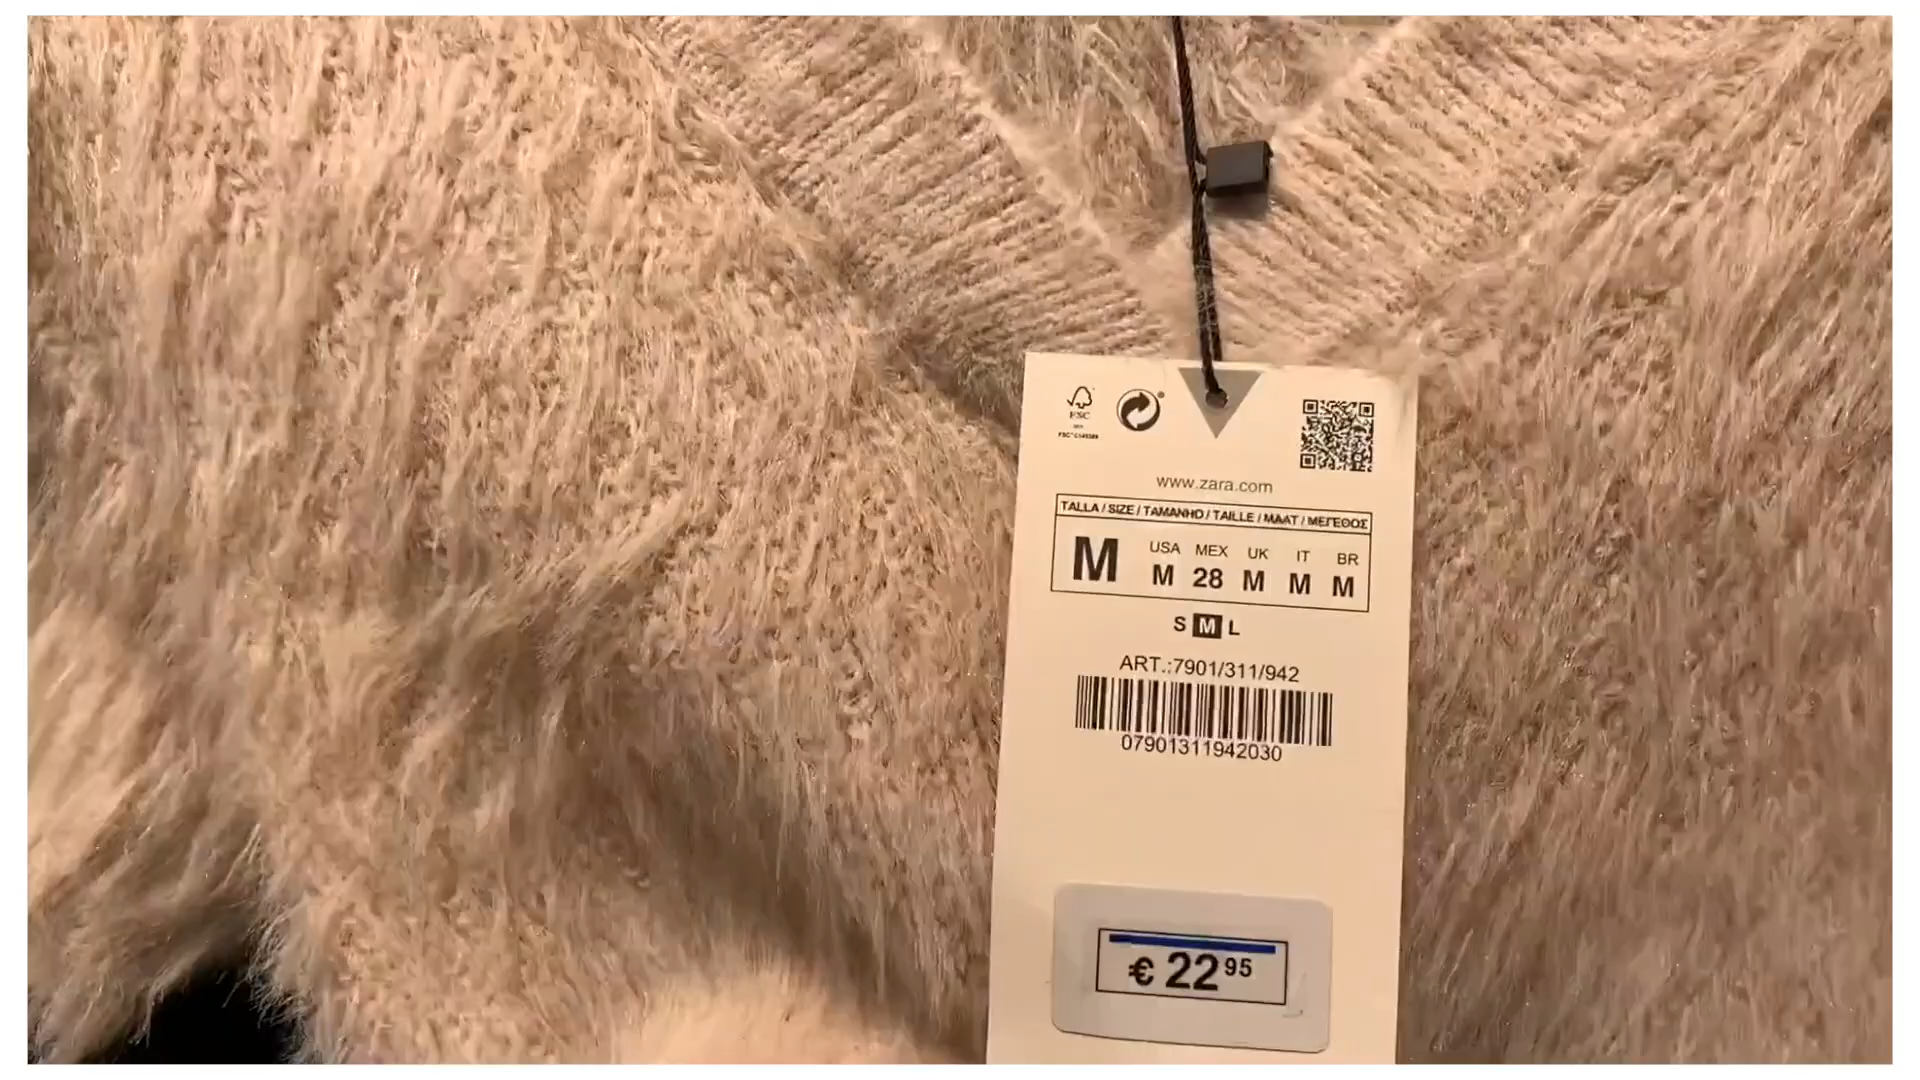 FSC
www.zara.com
TALLA / SIZE / TAMANHO / TAILLE / MAAT / ΜΕΓΕΘΟΣ
M
USA MEX UK IT BR
M 28 M M M
S M L
ART.:7901/311/942
07901311942030
€ 22 95